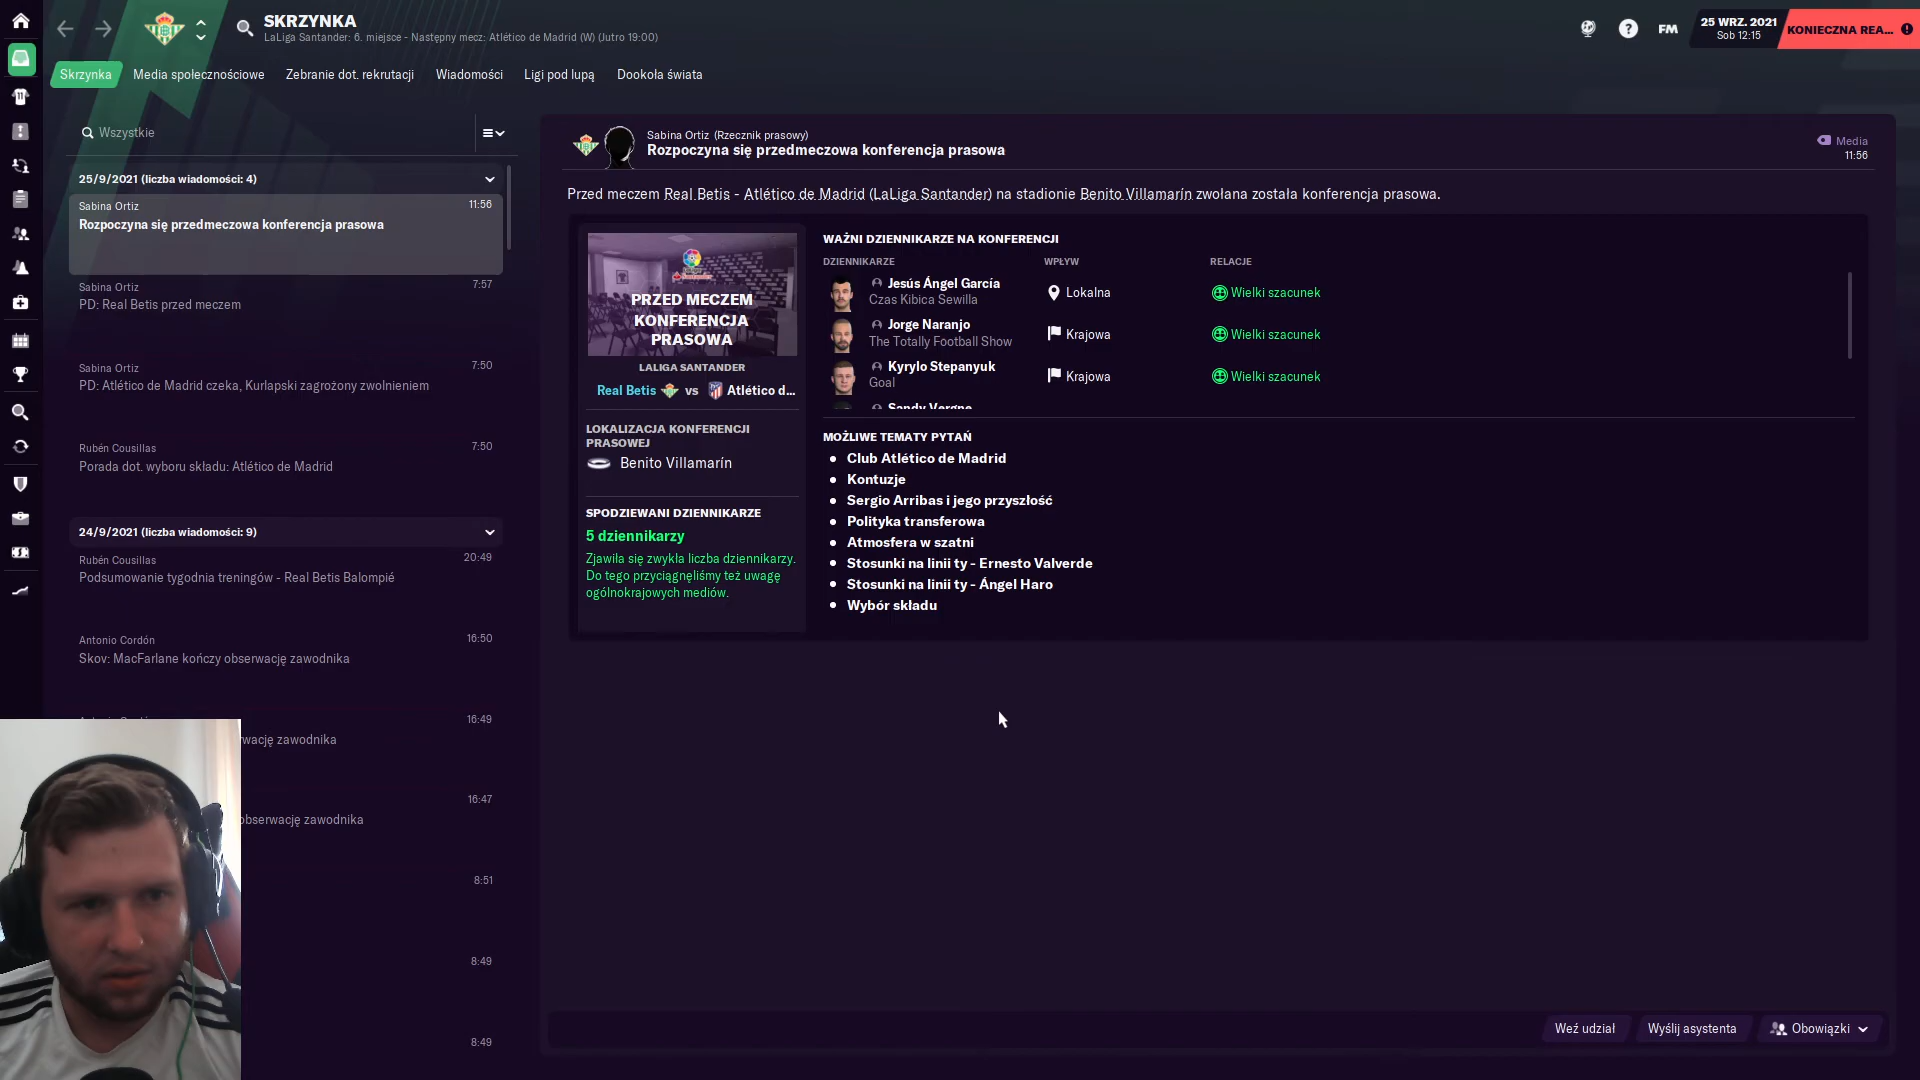 SKRZYNKA
LaLiga Santander: 6. miejsce - Następny mecz: Atlético de Madrid (W) (Jutro 19:00)
FM
25 WRZ. 2021
Sob 12:15
KONIECZNA REA...
Skrzynka
Media społecznościowe
Zebranie dot. rekrutacji
Wiadomości
Ligi pod lupą
Dookoła świata
Wszystkie
25/9/2021 (liczba wiadomości: 4)
Sabina Ortiz 11:56
Rozpoczyna się przedmeczowa konferencja prasowa
Sabina Ortiz 7:57
PD: Real Betis przed meczem
Sabina Ortiz 7:50
PD: Atlético de Madrid czeka, Kurlapski zagrożony zwolnieniem
Rubén Cousillas 7:50
Porada dot. wyboru składu: Atlético de Madrid
24/9/2021 (liczba wiadomości: 9)
Rubén Cousillas 20:49
Podsumowanie tygodnia treningów - Real Betis Balompié
Antonio Cordón 16:50
Skov: MacFarlane kończy obserwację zawodnika
16:49
zawodnika
16:47
obserwację zawodnika
8:51
8:49
8:49
Sabina Ortiz (Rzecznik prasowy)
Rozpoczyna się przedmeczowa konferencja prasowa
Media
11:56
Przed meczem Real Betis - Atlético de Madrid (LaLiga Santander) na stadionie Benito Villamarín zwołana została konferencja prasowa.
PRZED MECZEM
KONFERENCJA
PRASOWA
LALIGA SANTANDER
Real Betis vs Atlético d...
LOKALIZACJA KONFERENCJI
PRASOWEJ
Benito Villamarín
SPODZIEWANI DZIENNIKARZE
5 dziennikarzy
Zjawiła się zwykła liczba dziennikarzy.
Do tego przyciągnęliśmy też uwagę
ogólnokrajowych mediów.
WAŻNI DZIENNIKARZE NA KONFERENCJI
DZIENNIKARZE WPŁYW RELACJE
Jesús Ángel García
Czas Kibica Sewilla
Lokalna
Wielki szacunek
Jorge Naranjo
The Totally Football Show
Krajowa
Wielki szacunek
Kyrylo Stepanyuk
Goal
Krajowa
Wielki szacunek
Sandy Vergne
MOŻLIWE TEMATY PYTAŃ
Club Atlético de Madrid
Kontuzje
Sergio Arribas i jego przyszłość
Polityka transferowa
Atmosfera w szatni
Stosunki na linii ty - Ernesto Valverde
Stosunki na linii ty - Ángel Haro
Wybór składu
Weź udział
Wyślij asystenta
Obowiązki